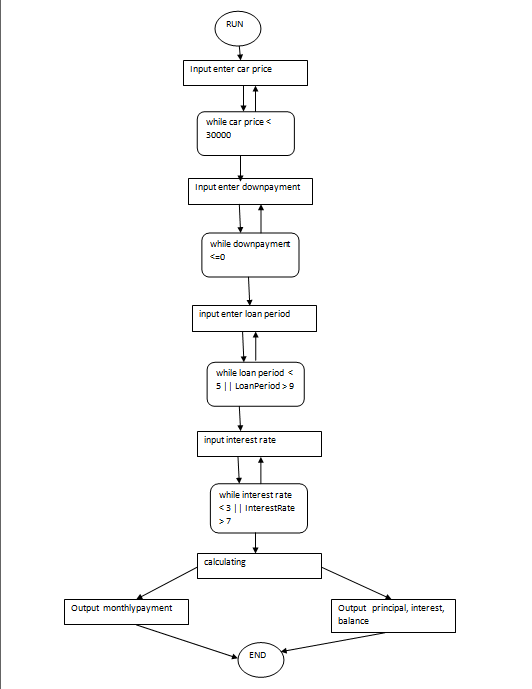 RUN
Input enter car price
while car price <
30000
Input enter downpayment
while downpayment
<=0
input enter loan period
while loan period <
5 || LoanPeriod > 9
input interest rate
while interest rate
< 3 || InterestRate
> 7
calculating
Output monthlypayment
Output principal, interest,
balance
END